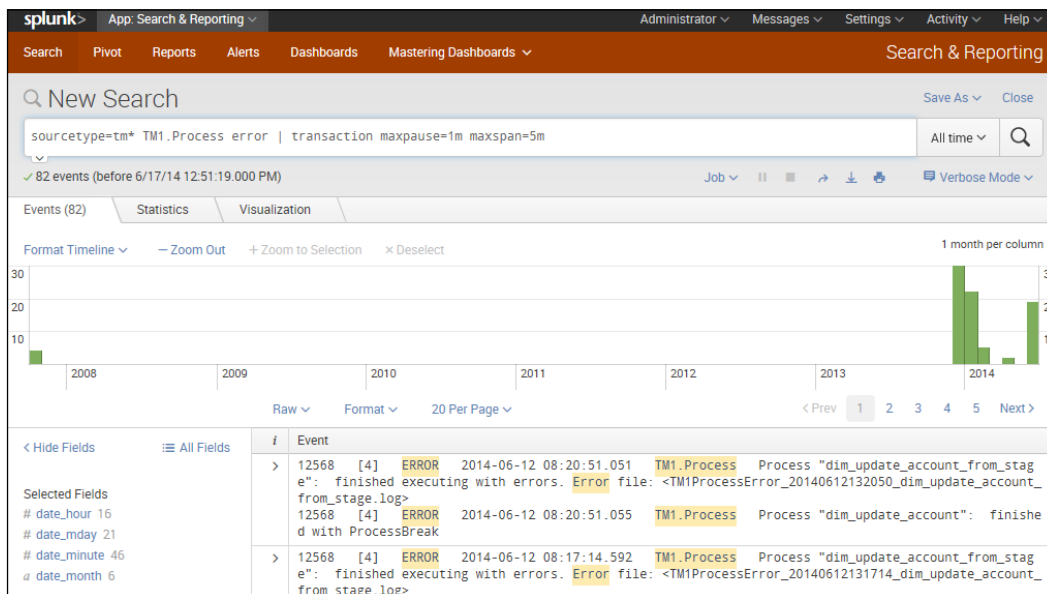 splunk> App: Search & Reporting Administrator Messages Settings Activity Help
Search Pivot Reports Alerts Dashboards Mastering Dashboards Search & Reporting
New Search Save As Close
sourcetype=tm* TM1.Process error | transaction maxpause=1m maxspan=5m All time
✓ 82 events (before 6/17/14 12:51:19.000 PM) Job Verbose Mode
Events (82) Statistics Visualization
Format Timeline — Zoom Out + Zoom to Selection × Deselect 1 month per column
30 3
20 2
10 1
2008 2009 2010 2011 2012 2013 2014
Raw Format 20 Per Page < Prev 1 2 3 4 5 Next >
< Hide Fields All Fields i Event
Selected Fields
# date_hour 16
# date_mday 21
# date_minute 46
a date_month 6
> 12568 [4] ERROR 2014-06-12 08:20:51.051 TM1.Process Process "dim_update_account_from_stag
e": finished executing with errors. Error file: <TM1ProcessError_20140612132050_dim_update_account_
from_stage.log>
12568 [4] ERROR 2014-06-12 08:20:51.055 TM1.Process Process "dim_update_account": finishe
d with ProcessBreak
> 12568 [4] ERROR 2014-06-12 08:17:14.592 TM1.Process Process "dim_update_account_from_stag
e": finished executing with errors. Error file: <TM1ProcessError_20140612131714_dim_update_account_
from_stage.log>